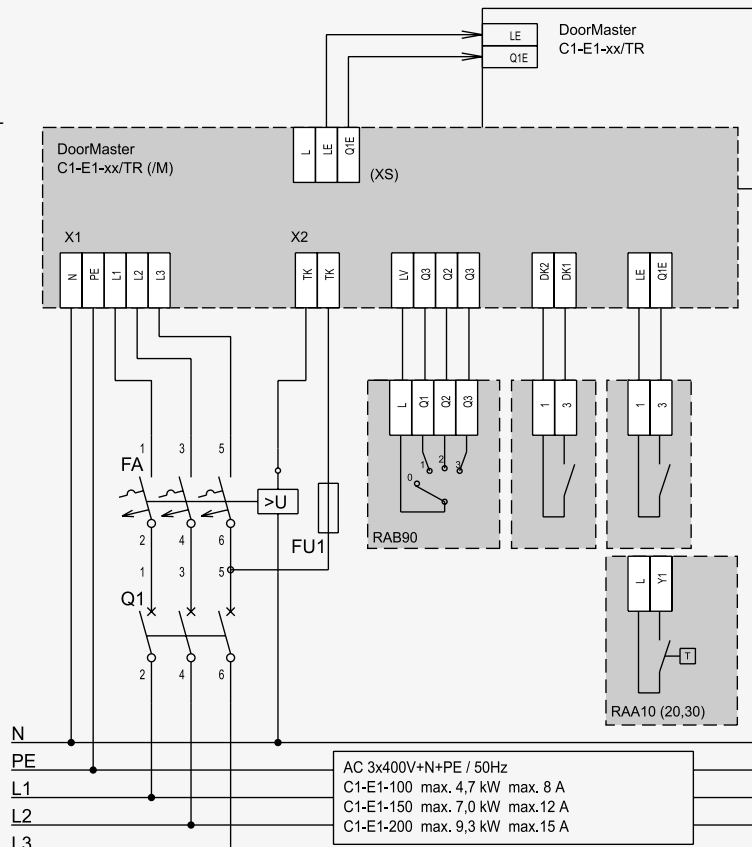 LE
DoorMaster
C1-E1-xx/TR
Q1E
DoorMaster
C1-E1-xx/TR (/M)
L
LE
Q1E
(XS)
X1
X2
N
PE
L1
L2
L3
TK
TK
LV
Q3
Q2
Q3
DK2
DK1
LE
Q1E
L
Q1
Q2
Q3
1
3
1
3
1
3
5
FA
0
1
2
3
>U
FU1
RAB90
2
4
6
1
3
5
Q1
L
Y1
T
2
4
6
RAA10 (20,30)
N
PE
L1
L2
L3
AC 3x400V+N+PE / 50Hz
C1-E1-100 max. 4,7 kW max. 8 A
C1-E1-150 max. 7,0 kW max.12 A
C1-E1-200 max. 9,3 kW max.15 A